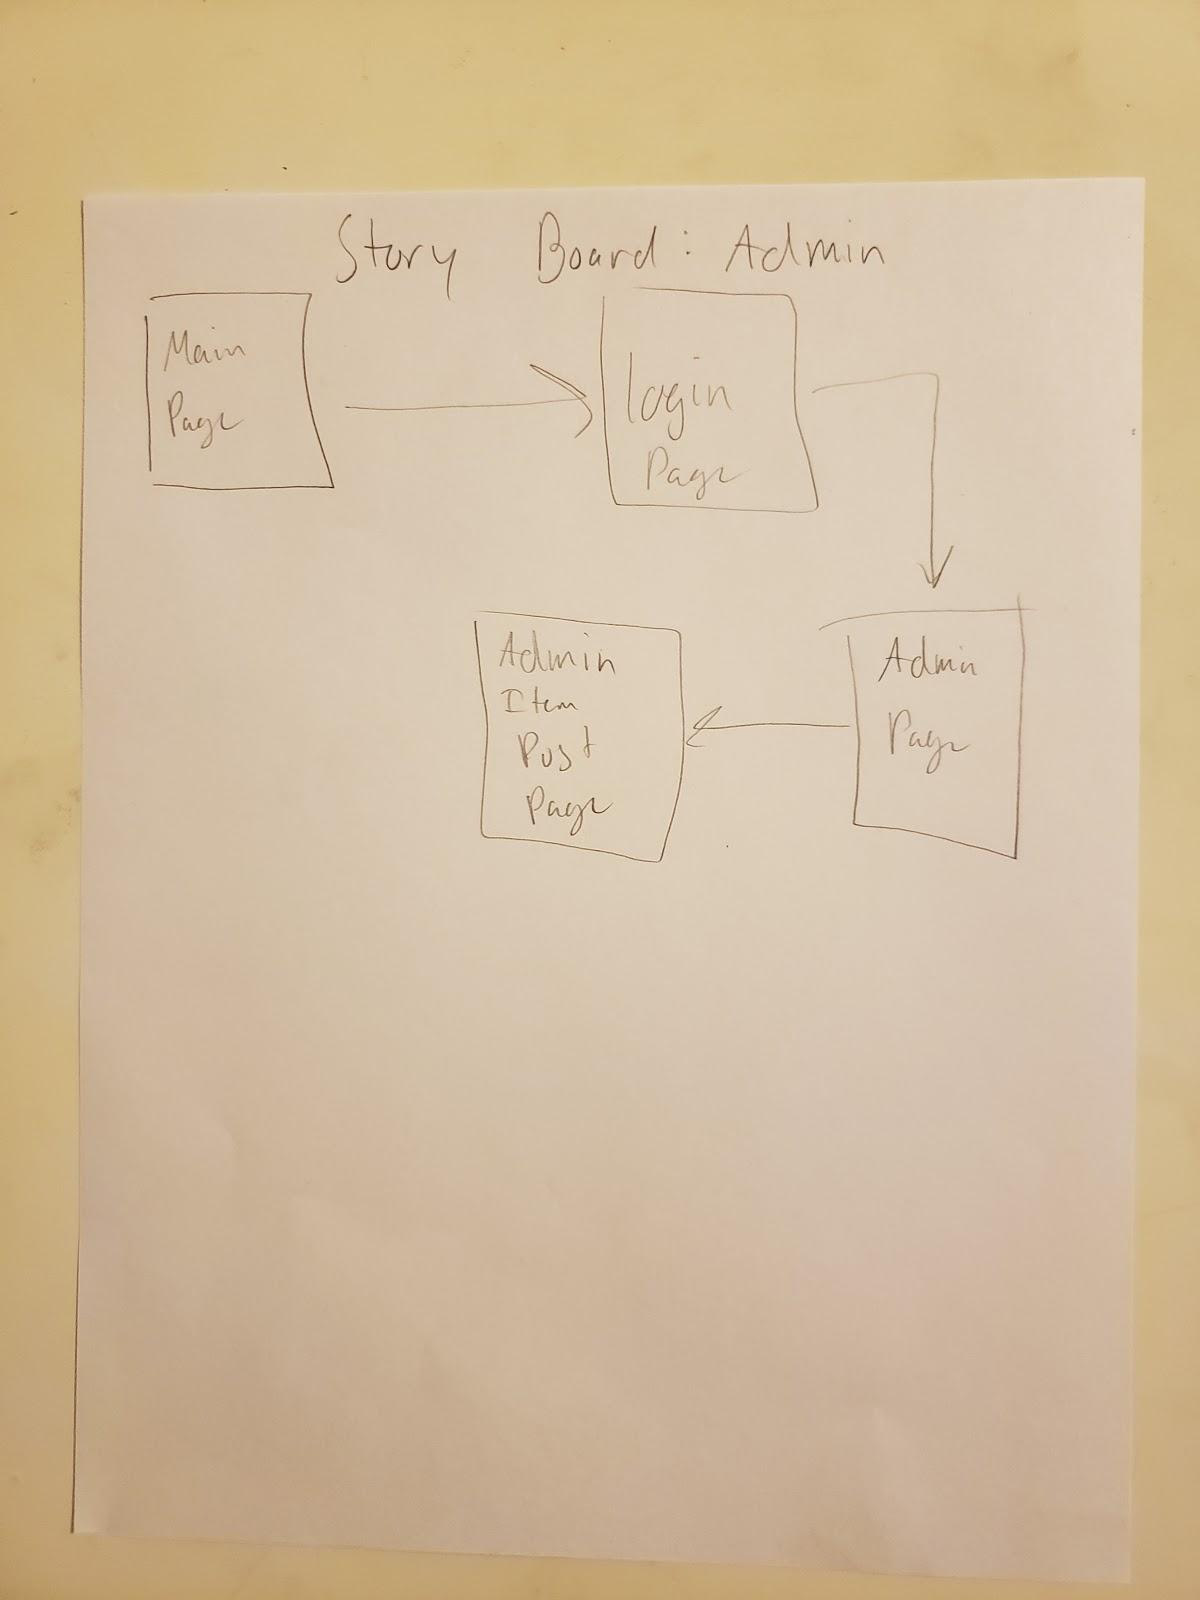 Story Board: Admin
Main
Page
login
Page
Admin
Page
Admin
Item
Post
Page